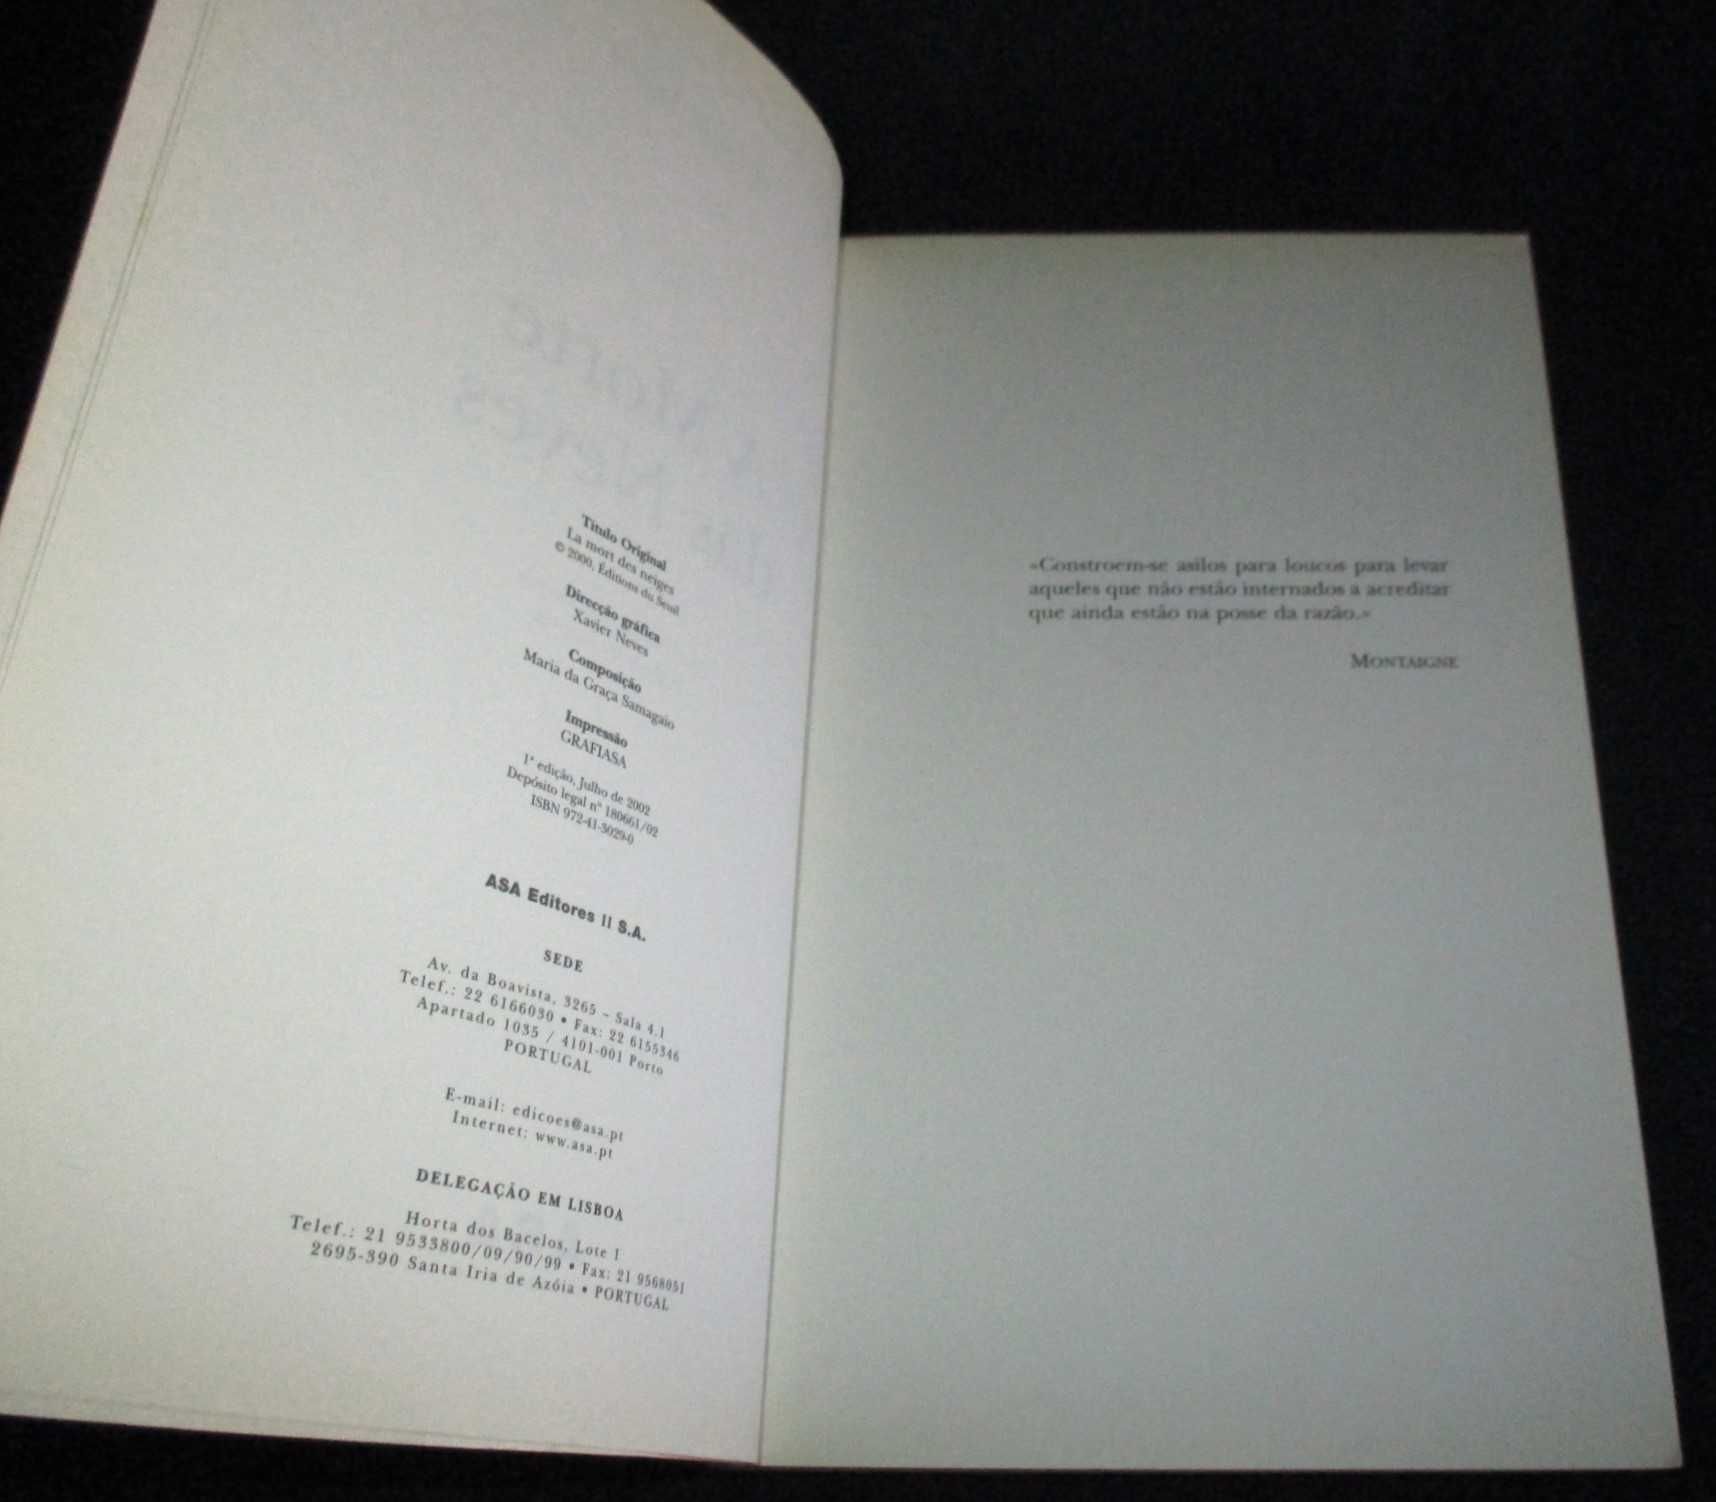 Título Original
La mort des neiges
© 2000, Éditions du Seuil
Direcção gráfica
Xavier Neves
Composição
Maria da Graça Samagaio
Impressão
GRAFIASA
1ª edição, Julho de 2002
Depósito legal nº 180661/02
ISBN 972-41-3029-0
ASA Editores II S.A.
SEDE
Av. da Boavista, 3265 – Sala 4.1
Telef.: 22 6166030 • Fax: 22 6155346
Apartado 1035 / 4101-001 Porto
PORTUGAL
E-mail: edicoes@asa.pt
Internet: www.asa.pt
DELEGAÇÃO EM LISBOA
Horta dos Bacelos, Lote 1
Telef.: 21 9533800/09/90/99 • Fax: 21 9568051
2695-390 Santa Iria de Azóia • PORTUGAL
«Constroem-se asilos para loucos para levar
aqueles que não estão internados a acreditar
que ainda estão na posse da razão.»
MONTAIGNE